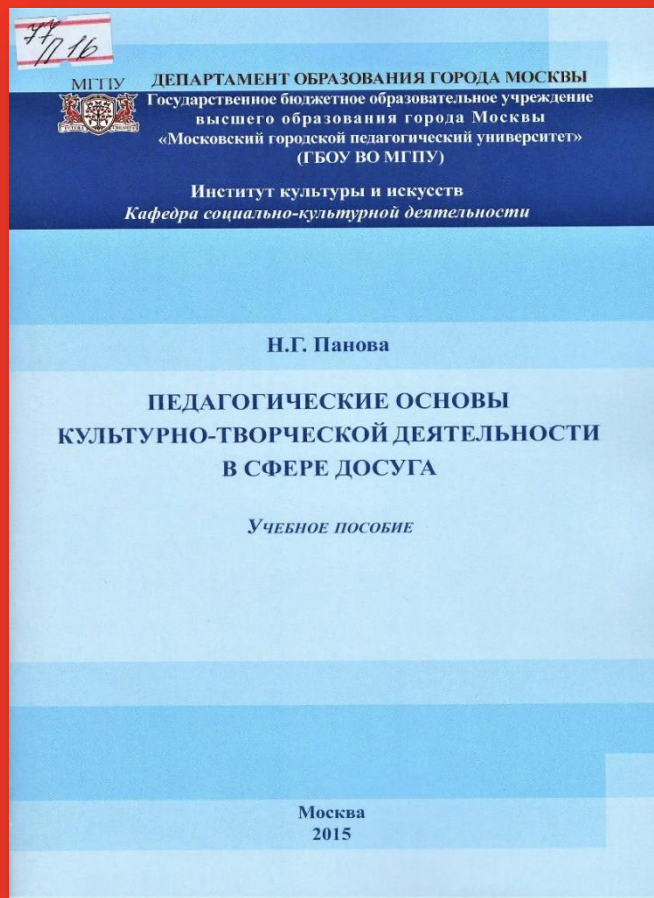 77
П 16
МГПУ
ДЕПАРТАМЕНТ ОБРАЗОВАНИЯ ГОРОДА МОСКВЫ
Государственное бюджетное образовательное учреждение
высшего образования города Москвы
«Московский городской педагогический университет»
(ГБОУ ВО МГПУ)
Институт культуры и искусств
Кафедра социально-культурной деятельности
Н.Г. Панова
ПЕДАГОГИЧЕСКИЕ ОСНОВЫ
КУЛЬТУРНО-ТВОРЧЕСКОЙ ДЕЯТЕЛЬНОСТИ
В СФЕРЕ ДОСУГА
УЧЕБНОЕ ПОСОБИЕ
Москва
2015